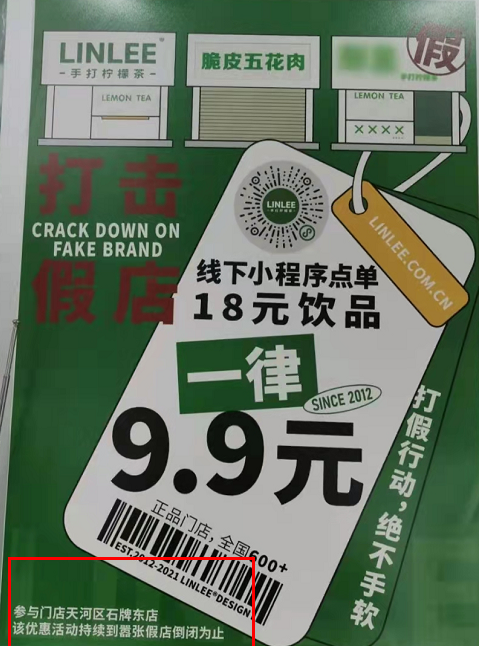 LINLEE®
-手打柠檬茶-
LEMON TEA
脆皮五花肉
假
手打柠檬茶
LEMON TEA
××××
打击
CRACK DOWN ON
FAKE BRAND
假店
LINLEE
LINLEE.COM.CN
线下小程序点单
18元饮品
一律
SINCE 2012
9.9元
正品门店，全国600+
EST.2012-2021 LINLEE®DESIGN
打假行动，绝不手软
参与门店天河区石牌东店
该优惠活动持续到嚣张假店倒闭为止